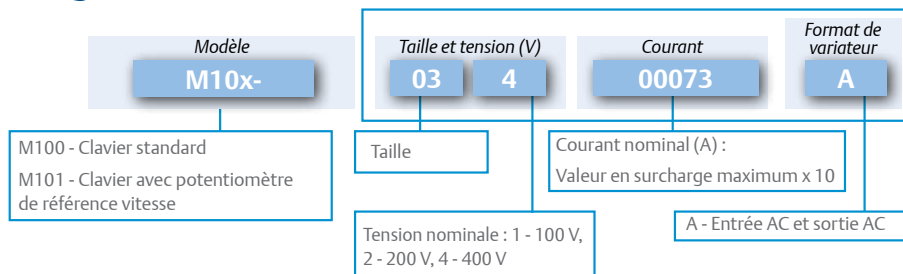 Modèle
Taille et tension (V)
Courant
Format de
variateur
M10x-
03
4
00073
A
M100 - Clavier standard
M101 - Clavier avec potentiomètre
de référence vitesse
Taille
Courant nominal (A) :
Valeur en surcharge maximum x 10
Tension nominale : 1 - 100 V,
2 - 200 V, 4 - 400 V
A - Entrée AC et sortie AC